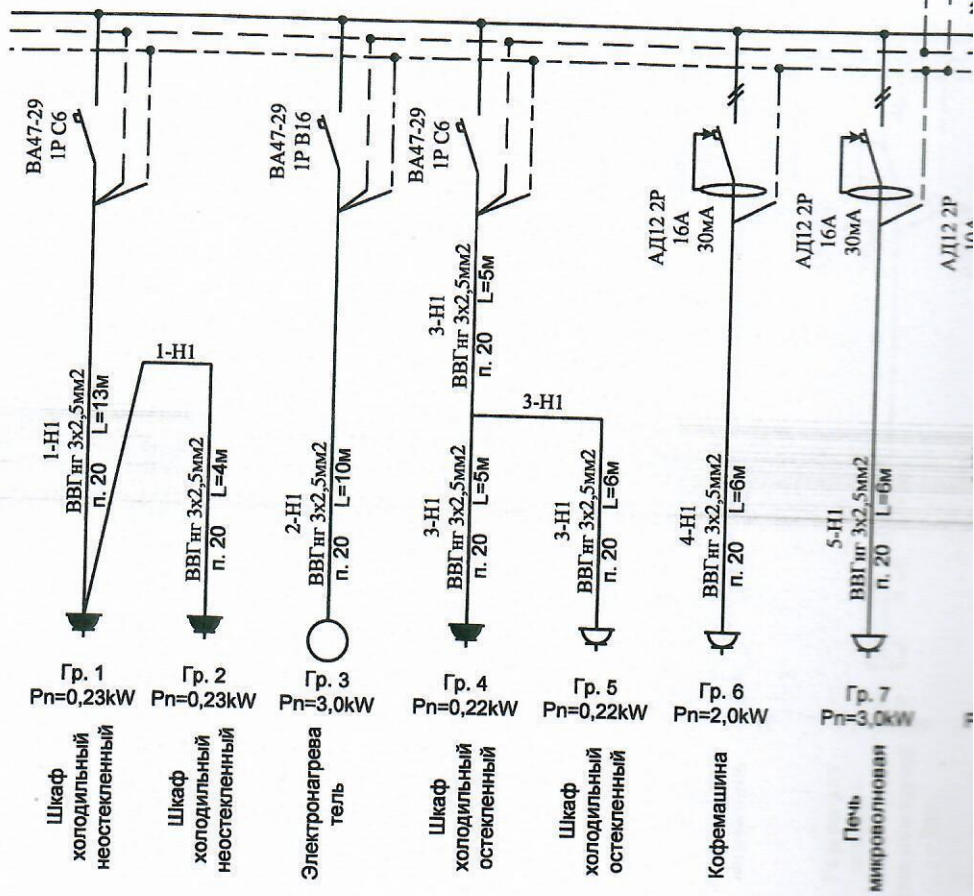 ВА47-29
1Р С6
ВА47-29
1Р В16
ВА47-29
1Р С6
АД12 2Р
16А
30мА
АД12 2Р
16А
30мА
АД12 2Р
1-Н1
ВВГнг 3х2,5мм2
п. 20 L=13м
1-Н1
ВВГнг 3х2,5мм2
п. 20 L=4м
2-Н1
ВВГнг 3х2,5мм2
п. 20 L=10м
3-Н1
ВВГнг 3х2,5мм2
п. 20 L=5м
3-Н1
ВВГнг 3х2,5мм2
п. 20 L=5м
3-Н1
3-Н1
ВВГнг 3х2,5мм2
п. 20 L=6м
4-Н1
ВВГнг 3х2,5мм2
п. 20 L=6м
5-Н1
ВВГнг 3х2,5мм2
п. 20 L=6м
Гр. 1
Pn=0,23kW
Шкаф
холодильный
неостекленный
Гр. 2
Pn=0,23kW
Шкаф
холодильный
неостекленный
Гр. 3
Pn=3,0kW
Электронагрева
тель
Гр. 4
Pn=0,22kW
Шкаф
холодильный
остекленный
Гр. 5
Pn=0,22kW
Шкаф
холодильный
остекленный
Гр. 6
Pn=2,0kW
Кофемашина
Гр. 7
Pn=3,0kW
Печь
микроволновая